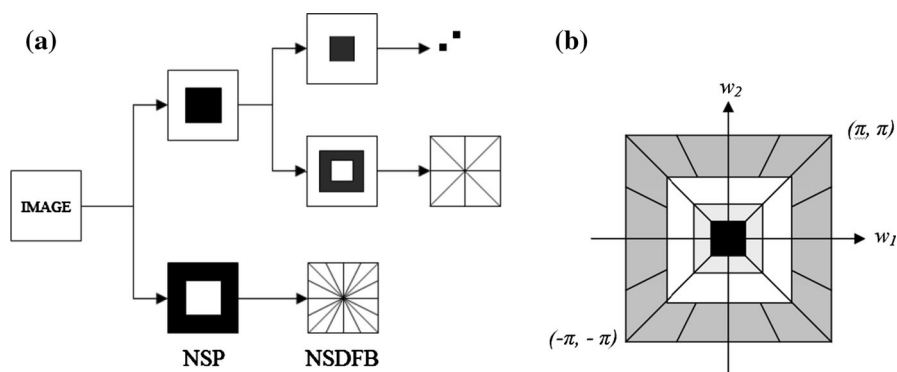 (a)
IMAGE
NSP
NSDFB
(b)
w2
(π, π)
w1
(-π, - π)